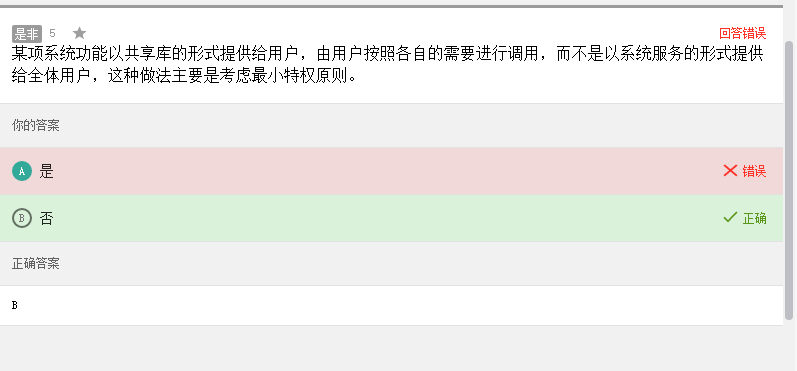 是非 5 回答错误
某项系统功能以共享库的形式提供给用户，由用户按照各自的需要进行调用，而不是以系统服务的形式提供
给全体用户，这种做法主要是考虑最小特权原则。
你的答案
A 是 错误
B 否 正确
正确答案
B